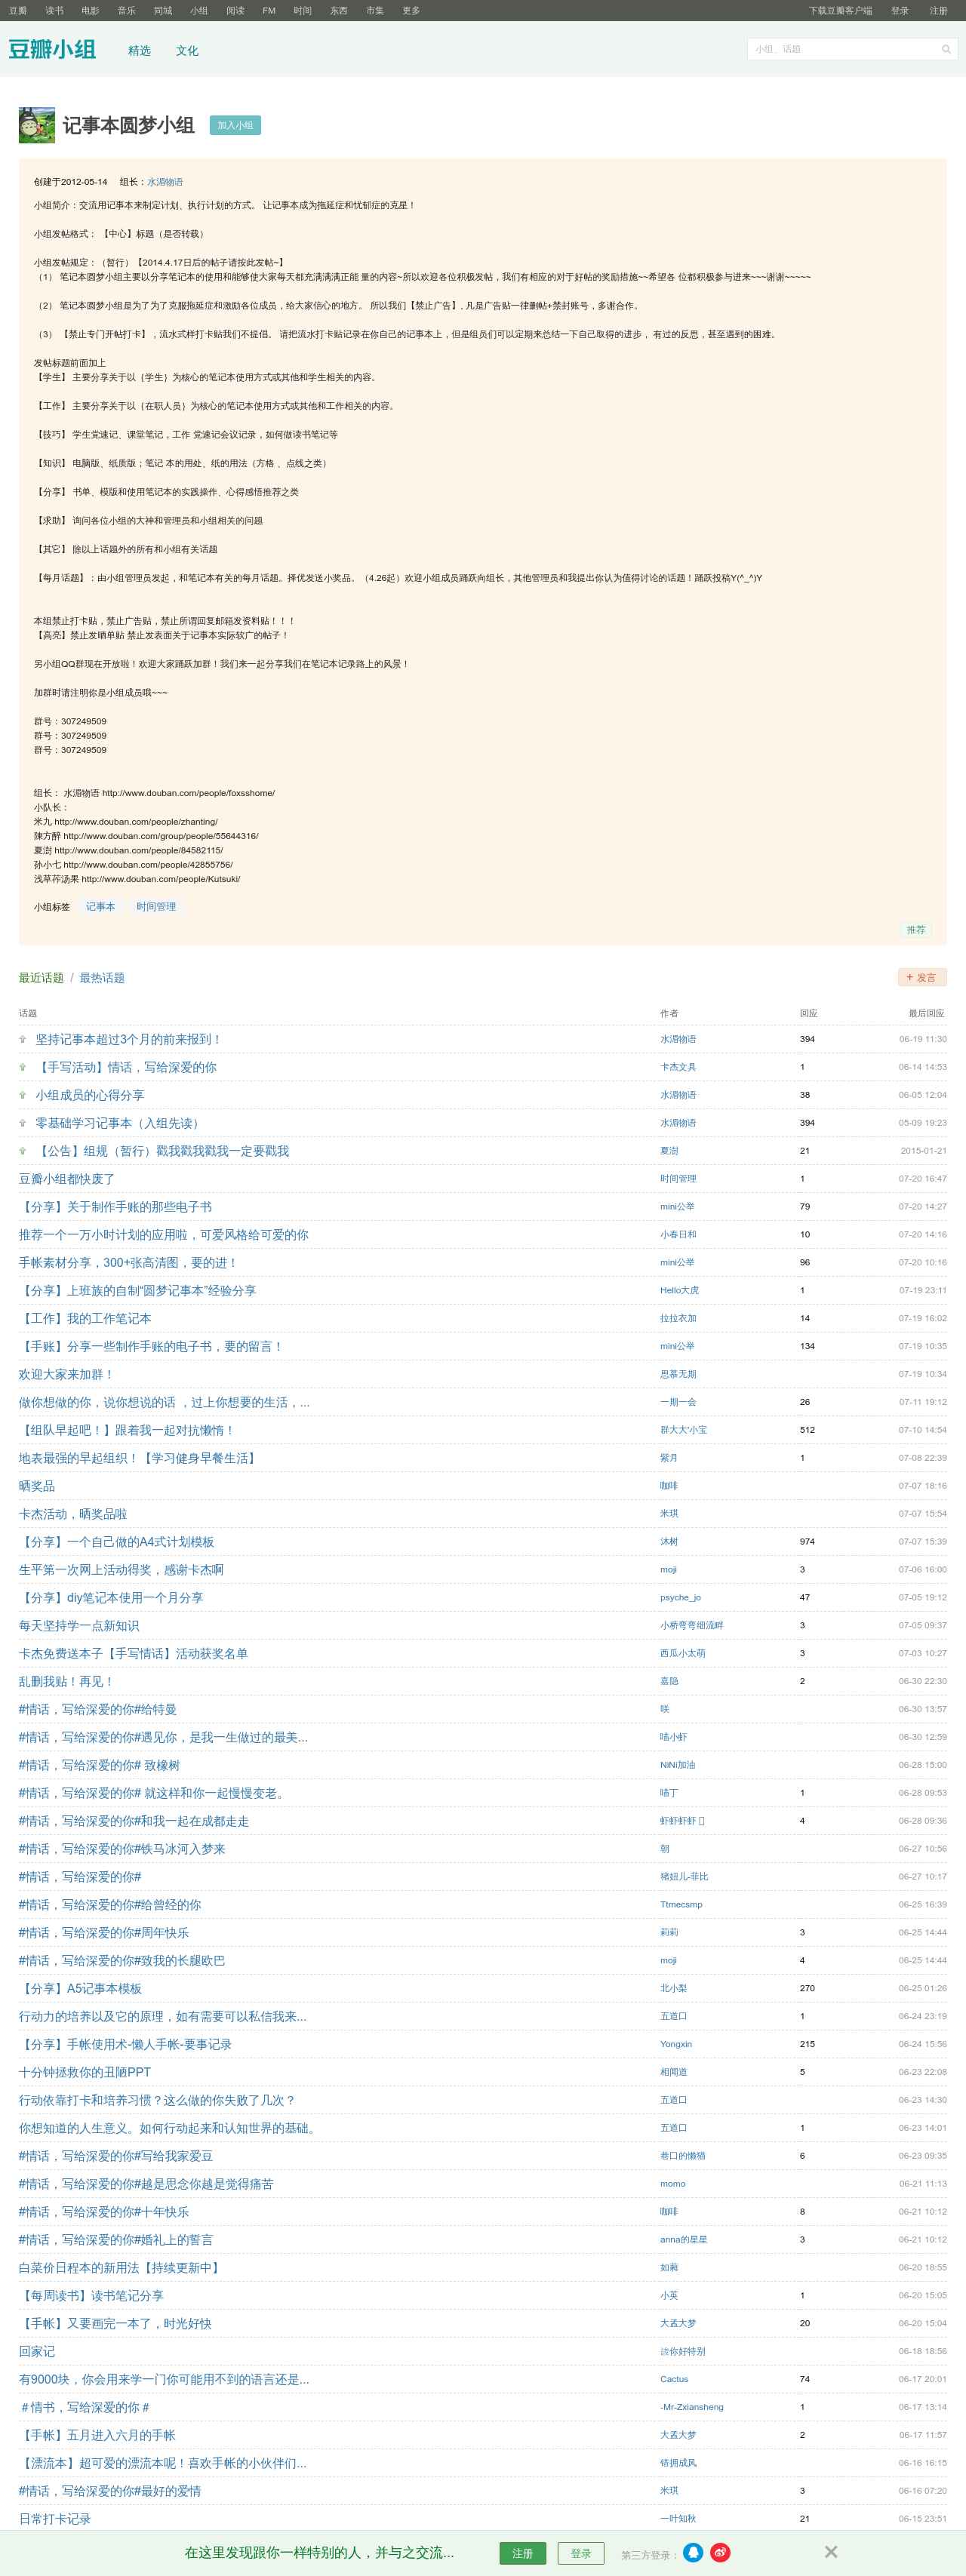 豆瓣 读书 电影 音乐 同城 小组 阅读 FM 时间 东西 市集 更多 下载豆瓣客户端 登录 注册
豆瓣小组 精选 文化 小组、话题
记事本圆梦小组 加入小组
创建于2012-05-14 组长：水湄物语
小组简介：交流用记事本来制定计划、执行计划的方式。 让记事本成为拖延症和忧郁症的克星！
小组发帖格式： 【中心】标题（是否转载）
小组发帖规定：（暂行）【2014.4.17日后的帖子请按此发帖~】
（1） 笔记本圆梦小组主要以分享笔记本的使用和能够使大家每天都充满满满正能 量的内容~所以欢迎各位积极发帖，我们有相应的对于好帖的奖励措施~~希望各 位都积极参与进来~~~谢谢~~~~~
（2） 笔记本圆梦小组是为了为了克服拖延症和激励各位成员，给大家信心的地方。 所以我们【禁止广告】, 凡是广告贴一律删帖+禁封账号，多谢合作。
（3） 【禁止专门开帖打卡】，流水式样打卡贴我们不提倡。 请把流水打卡贴记录在你自己的记事本上，但是组员们可以定期来总结一下自己取得的进步， 有过的反思，甚至遇到的困难。
发帖标题前面加上
【学生】 主要分享关于以｛学生｝为核心的笔记本使用方式或其他和学生相关的内容。
【工作】 主要分享关于以｛在职人员｝为核心的笔记本使用方式或其他和工作相关的内容。
【技巧】 学生党速记、课堂笔记，工作 党速记会议记录，如何做读书笔记等
【知识】 电脑版、纸质版；笔记 本的用处、纸的用法（方格 、点线之类）
【分享】 书单、模版和使用笔记本的实践操作、心得感悟推荐之类
【求助】 询问各位小组的大神和管理员和小组相关的问题
【其它】 除以上话题外的所有和小组有关话题
【每月话题】：由小组管理员发起，和笔记本有关的每月话题。择优发送小奖品。（4.26起）欢迎小组成员踊跃向组长，其他管理员和我提出你认为值得讨论的话题！踊跃投稿Y(^_^)Y
本组禁止打卡贴，禁止广告贴，禁止所谓回复邮箱发资料贴！！！
【高亮】禁止发晒单贴 禁止发表面关于记事本实际软广的帖子！
另小组QQ群现在开放啦！欢迎大家踊跃加群！我们来一起分享我们在笔记本记录路上的风景！
加群时请注明你是小组成员哦~~~
群号：307249509
群号：307249509
群号：307249509
组长： 水湄物语 http://www.douban.com/people/foxsshome/
小队长：
米九 http://www.douban.com/people/zhanting/
陳方醉 http://www.douban.com/group/people/55644316/
夏澍 http://www.douban.com/people/84582115/
孙小七 http://www.douban.com/people/42855756/
浅草荏汤果 http://www.douban.com/people/Kutsuki/
小组标签 记事本 时间管理
推荐
最近话题 / 最热话题 + 发言
话题 作者 回应 最后回应
坚持记事本超过3个月的前来报到！ 水湄物语 394 06-19 11:30
【手写活动】情话，写给深爱的你 卡杰文具 1 06-14 14:53
小组成员的心得分享 水湄物语 38 06-05 12:04
零基础学习记事本（入组先读） 水湄物语 394 05-09 19:23
【公告】组规（暂行）戳我戳我戳我一定要戳我 夏澍 21 2015-01-21
豆瓣小组都快废了 时间管理 1 07-20 16:47
【分享】关于制作手账的那些电子书 mini公举 79 07-20 14:27
推荐一个一万小时计划的应用啦，可爱风格给可爱的你 小春日和 10 07-20 14:16
手帐素材分享，300+张高清图，要的进！ mini公举 96 07-20 10:16
【分享】上班族的自制“圆梦记事本”经验分享 Hello大虎 1 07-19 23:11
【工作】我的工作笔记本 拉拉衣加 14 07-19 16:02
【手账】分享一些制作手账的电子书，要的留言！ mini公举 134 07-19 10:35
欢迎大家来加群！ 思慕无期 07-19 10:34
做你想做的你，说你想说的话 ，过上你想要的生活，... 一期一会 26 07-11 19:12
【组队早起吧！】跟着我一起对抗懒惰！ 群大大'小宝 512 07-10 14:54
地表最强的早起组织！【学习健身早餐生活】 紫月 1 07-08 22:39
晒奖品 咖啡 07-07 18:16
卡杰活动，晒奖品啦 米琪 07-07 15:54
【分享】一个自己做的A4式计划模板 沐树 974 07-07 15:39
生平第一次网上活动得奖，感谢卡杰啊 moji 3 07-06 16:00
【分享】diy笔记本使用一个月分享 psyche_jo 47 07-05 19:12
每天坚持学一点新知识 小桥弯弯细流畔 3 07-05 09:37
卡杰免费送本子【手写情话】活动获奖名单 西瓜小太萌 3 07-03 10:27
乱删我贴！再见！ 嘉隐 2 06-30 22:30
#情话，写给深爱的你#给特曼 咲 06-30 13:57
#情话，写给深爱的你#遇见你，是我一生做过的最美... 喵小虾 06-30 12:59
#情话，写给深爱的你# 致橡树 NiNi加油 06-28 15:00
#情话，写给深爱的你# 就这样和你一起慢慢变老。 喵丁 1 06-28 09:53
#情话，写给深爱的你#和我一起在成都走走 虾虾虾虾 4 06-28 09:36
#情话，写给深爱的你#铁马冰河入梦来 朝 06-27 10:56
#情话，写给深爱的你# 猪妞儿-菲比 06-27 10:17
#情话，写给深爱的你#给曾经的你 Ttmecsmp 06-25 16:39
#情话，写给深爱的你#周年快乐 莉莉 3 06-25 14:44
#情话，写给深爱的你#致我的长腿欧巴 moji 4 06-25 14:44
【分享】A5记事本模板 北小梨 270 06-25 01:26
行动力的培养以及它的原理，如有需要可以私信我来... 五道口 1 06-24 23:19
【分享】手帐使用术-懒人手帐-要事记录 Yongxin 215 06-24 15:56
十分钟拯救你的丑陋PPT 相闻道 5 06-23 22:08
行动依靠打卡和培养习惯？这么做的你失败了几次？ 五道口 06-23 14:30
你想知道的人生意义。如何行动起来和认知世界的基础。 五道口 1 06-23 14:01
#情话，写给深爱的你#写给我家爱豆 巷口的懒猫 6 06-23 09:35
#情话，写给深爱的你#越是思念你越是觉得痛苦 momo 06-21 11:13
#情话，写给深爱的你#十年快乐 咖啡 8 06-21 10:12
#情话，写给深爱的你#婚礼上的誓言 anna的星星 3 06-21 10:12
白菜价日程本的新用法【持续更新中】 如蕱 06-20 18:55
【每周读书】读书笔记分享 小英 1 06-20 15:05
【手帐】又要画完一本了，时光好快 大孟大梦 20 06-20 15:04
回家记 你好特别 06-18 18:56
有9000块，你会用来学一门你可能用不到的语言还是... Cactus 74 06-17 20:01
＃情书，写给深爱的你＃ -Mr-Zxiansheng 1 06-17 13:14
【手帐】五月进入六月的手帐 大孟大梦 2 06-17 11:57
【漂流本】超可爱的漂流本呢！喜欢手帐的小伙伴们... 错拥成风 06-16 16:15
#情话，写给深爱的你#最好的爱情 米琪 3 06-16 07:20
日常打卡记录 一叶知秋 21 06-15 23:51
在这里发现跟你一样特别的人，并与之交流... 注册 登录 第三方登录：